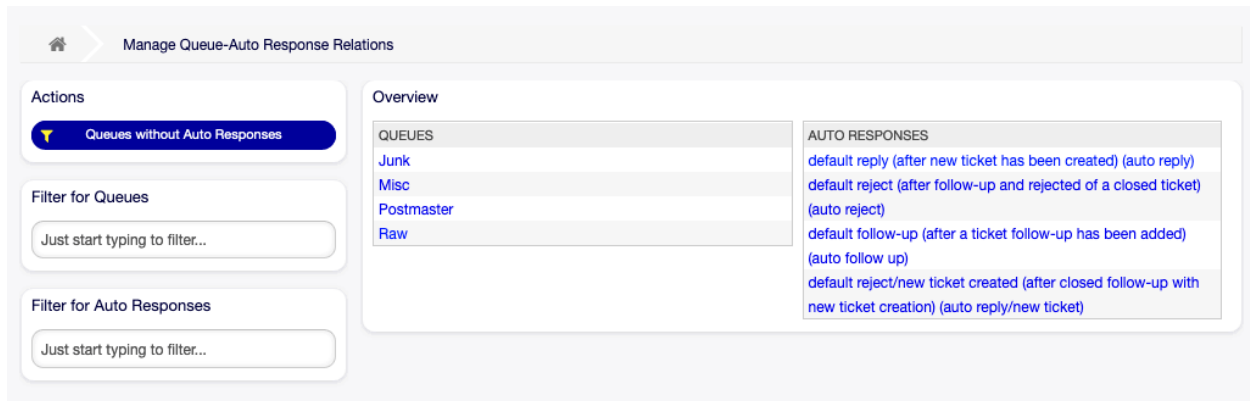 Manage Queue-Auto Response Relations
Actions
Queues without Auto Responses
Filter for Queues
Just start typing to filter...
Filter for Auto Responses
Just start typing to filter...
Overview
QUEUES
Junk
Misc
Postmaster
Raw
AUTO RESPONSES
default reply (after new ticket has been created) (auto reply)
default reject (after follow-up and rejected of a closed ticket)
(auto reject)
default follow-up (after a ticket follow-up has been added)
(auto follow up)
default reject/new ticket created (after closed follow-up with
new ticket creation) (auto reply/new ticket)